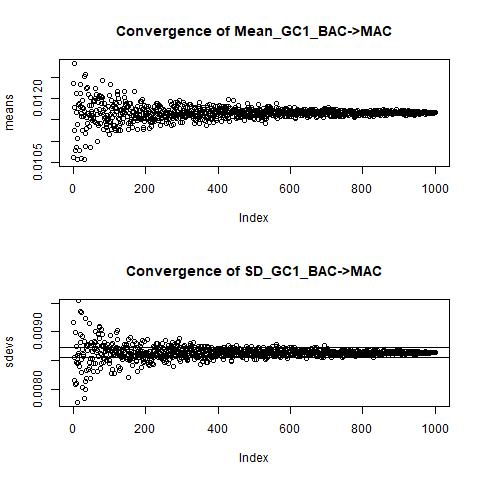 Convergence of Mean_GC1_BAC->MAC
means
0.0120
0.0105
0 200 400 600 800 1000
Index
Convergence of SD_GC1_BAC->MAC
sdevs
0.0090
0.0080
0 200 400 600 800 1000
Index